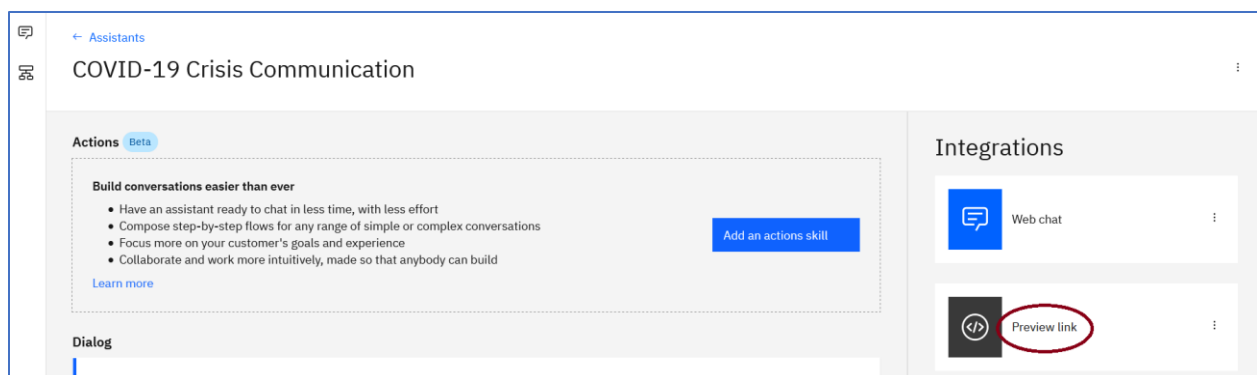 ← Assistants
COVID-19 Crisis Communication
Actions Beta
Build conversations easier than ever
• Have an assistant ready to chat in less time, with less effort
• Compose step-by-step flows for any range of simple or complex conversations
• Focus more on your customer's goals and experience
• Collaborate and work more intuitively, made so that anybody can build
Learn more
Add an actions skill
Dialog
Integrations
Web chat
Preview link